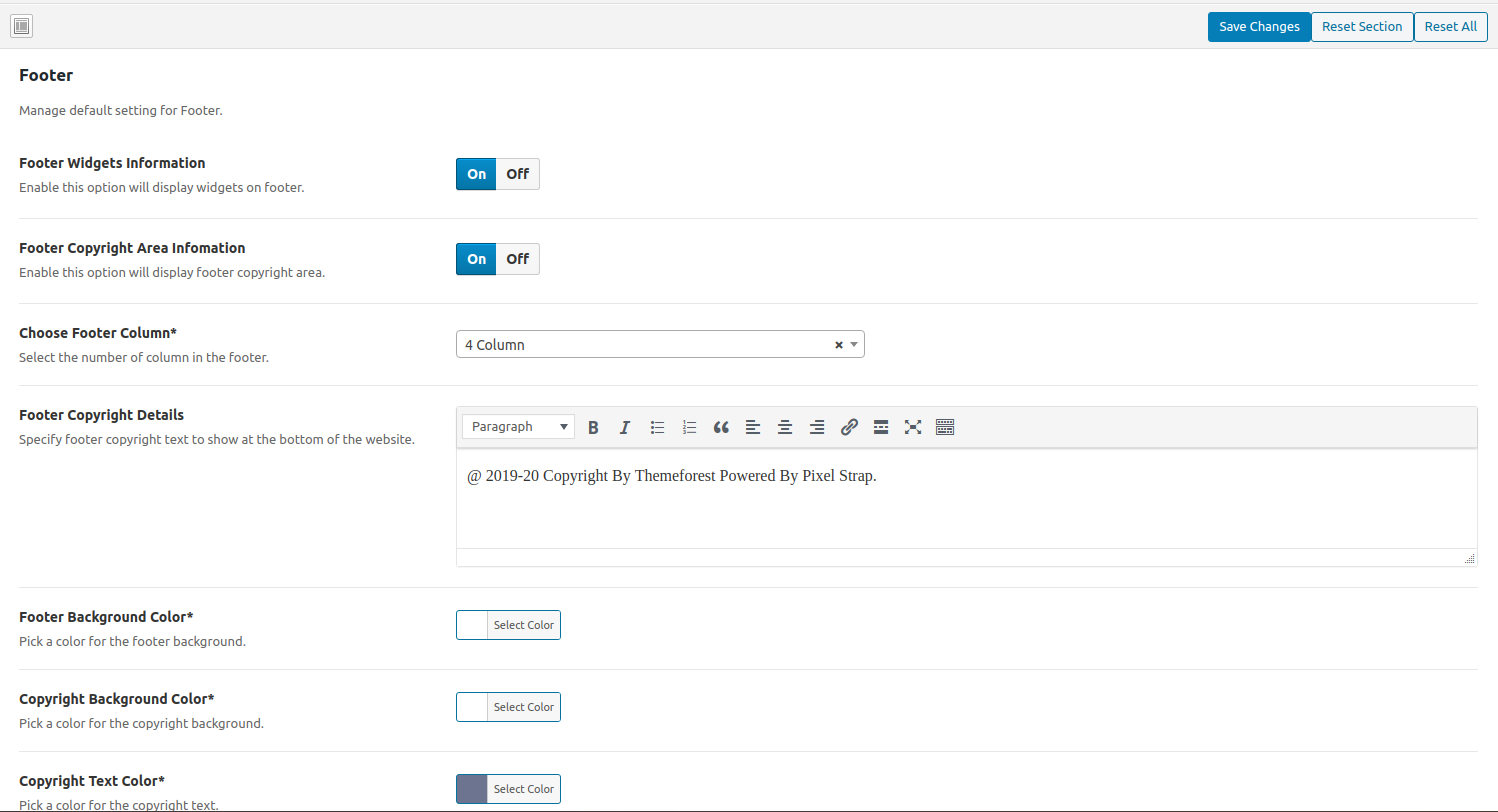 Save Changes Reset Section Reset All
Footer
Manage default setting for Footer.
Footer Widgets Information
Enable this option will display widgets on footer.
On Off
Footer Copyright Area Infomation
Enable this option will display footer copyright area.
On Off
Choose Footer Column*
Select the number of column in the footer.
4 Column
Footer Copyright Details
Specify footer copyright text to show at the bottom of the website.
Paragraph
@ 2019-20 Copyright By Themeforest Powered By Pixel Strap.
Footer Background Color*
Pick a color for the footer background.
Select Color
Copyright Background Color*
Pick a color for the copyright background.
Select Color
Copyright Text Color*
Pick a color for the copyright text.
Select Color